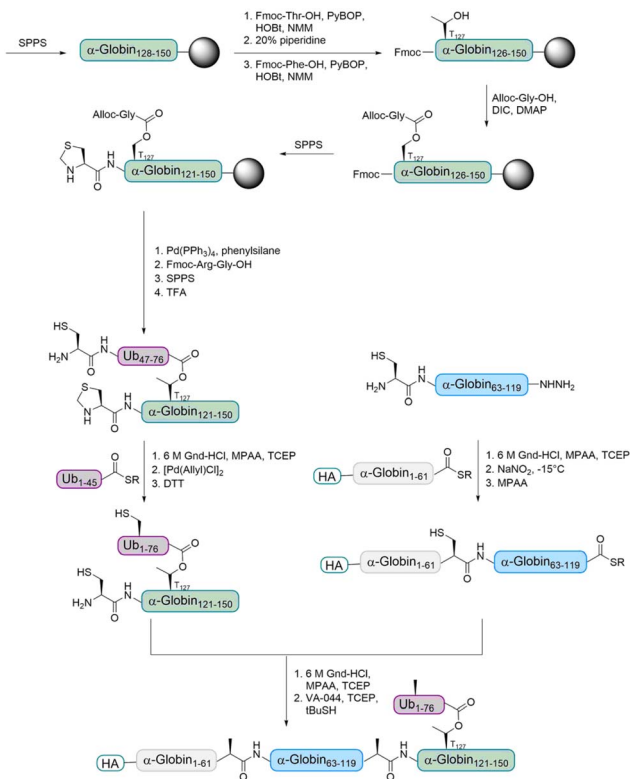 SPPS
α-Globin128-150
1. Fmoc-Thr-OH, PyBOP,
HOBt, NMM
2. 20% piperidine
3. Fmoc-Phe-OH, PyBOP,
HOBt, NMM
OH
T127
Fmoc
α-Globin126-150
Alloc-Gly-OH,
DIC, DMAP
Alloc-Gly
O
O
T127
Fmoc
α-Globin126-150
SPPS
Alloc-Gly
O
O
T127
S
NH
O
H
N
α-Globin121-150
1. Pd(PPh3)4, phenylsilane
2. Fmoc-Arg-Gly-OH
3. SPPS
4. TFA
HS
H2N
O
H
N
Ub47-76
O
O
T127
S
NH
O
H
N
α-Globin121-150
HS
H2N
O
H
N
α-Globin63-119
NHNH2
Ub1-45
O
SR
1. 6 M Gnd-HCl, MPAA, TCEP
2. [Pd(Allyl)Cl]2
3. DTT
HA
α-Globin1-61
O
SR
1. 6 M Gnd-HCl, MPAA, TCEP
2. NaNO2, -15°C
3. MPAA
HS
Ub1-76
O
O
T127
HS
H2N
O
H
N
α-Globin121-150
HA
α-Globin1-61
HS
O
H
N
α-Globin63-119
O
SR
1. 6 M Gnd-HCl,
MPAA, TCEP
2. VA-044, TCEP,
tBuSH
Ub1-76
O
O
T127
HA
α-Globin1-61
O
H
N
α-Globin63-119
O
H
N
α-Globin121-150